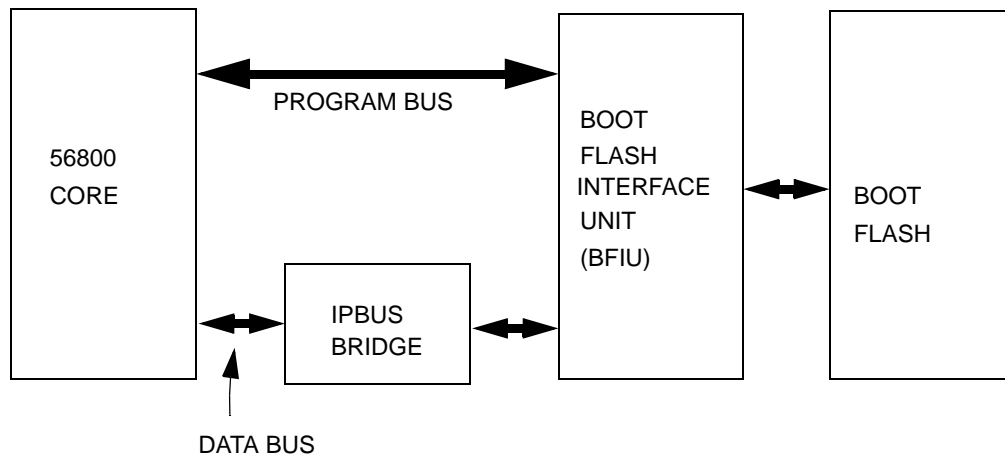 PROGRAM BUS
56800
CORE
BOOT
FLASH
INTERFACE
UNIT
(BFIU)
BOOT
FLASH
IPBUS
BRIDGE
DATA BUS